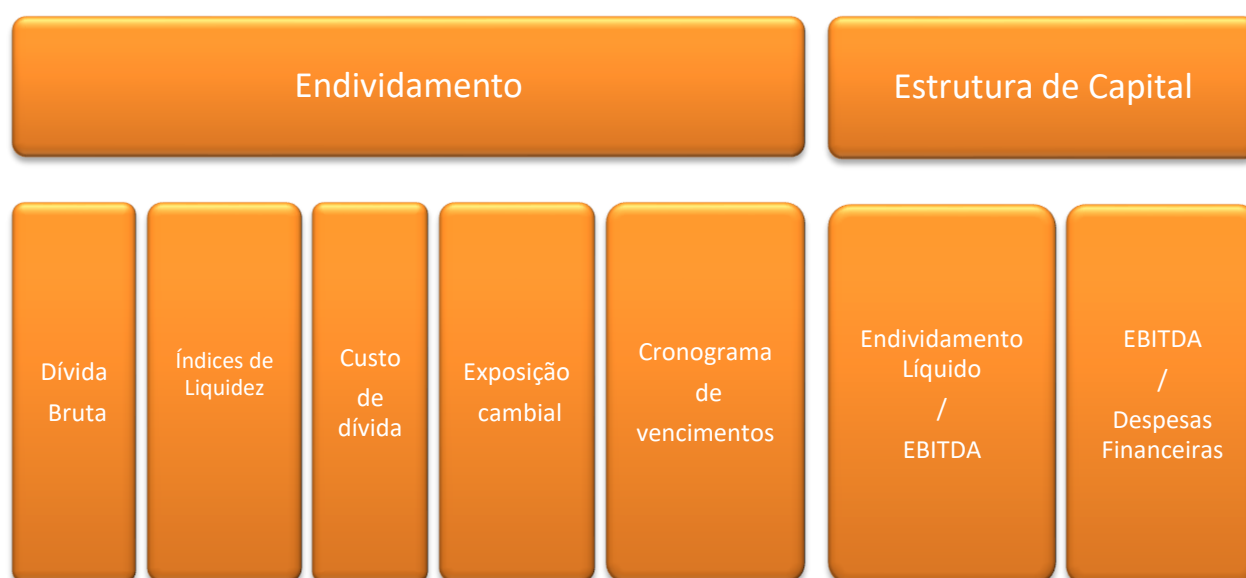 Endividamento
Estrutura de Capital
Dívida
Bruta
Índices de
Liquidez
Custo
de
dívida
Exposição
cambial
Cronograma
de
vencimentos
Endividamento
Líquido
/
EBITDA
EBITDA
/
Despesas
Financeiras